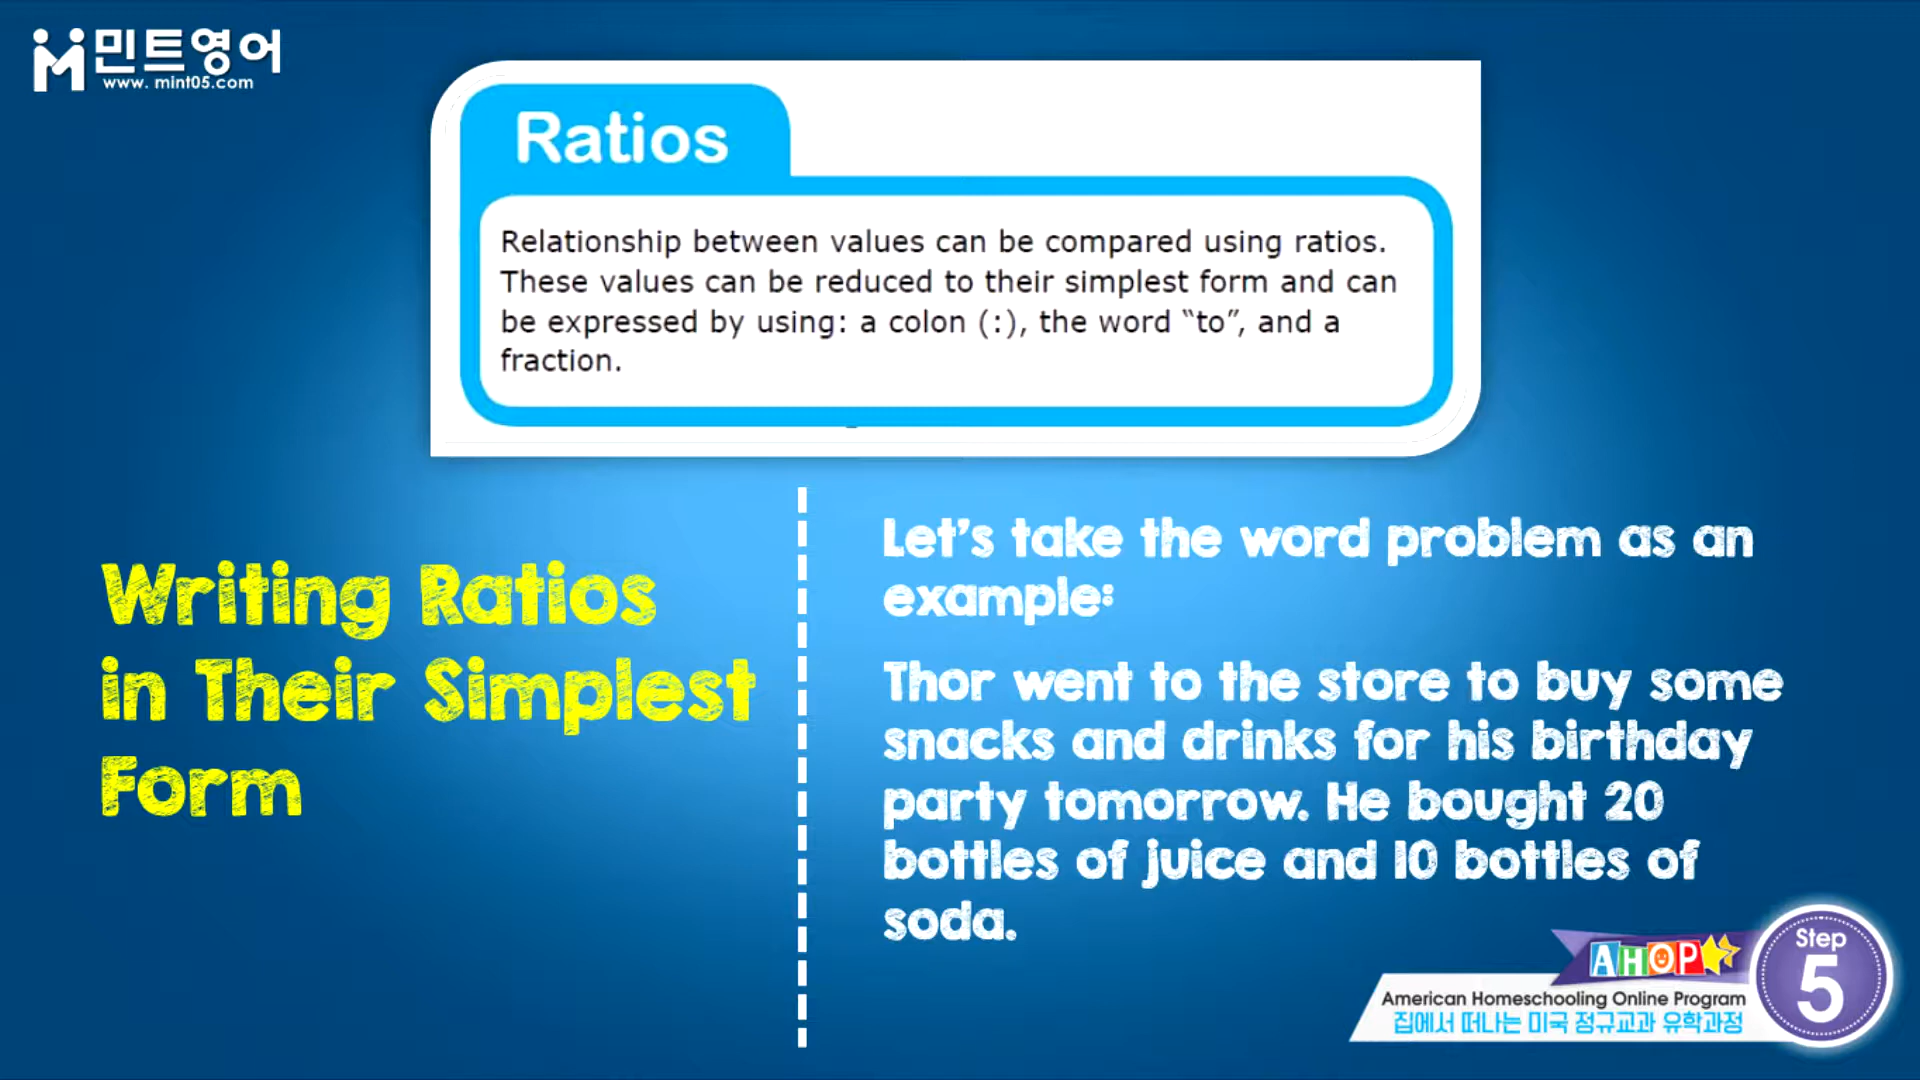 민트영어
www. mint05.com
Ratios
Relationship between values can be compared using ratios.
These values can be reduced to their simplest form and can
be expressed by using: a colon (:), the word “to”, and a
fraction.
Writing Ratios
in Their Simplest
Form
Let’s take the word problem as an
example:
Thor went to the store to buy some
snacks and drinks for his birthday
party tomorrow. He bought 20
bottles of juice and 10 bottles of
soda.
AHOP
American Homeschooling Online Program
집에서 떠나는 미국 정규교과 유학과정
Step
5